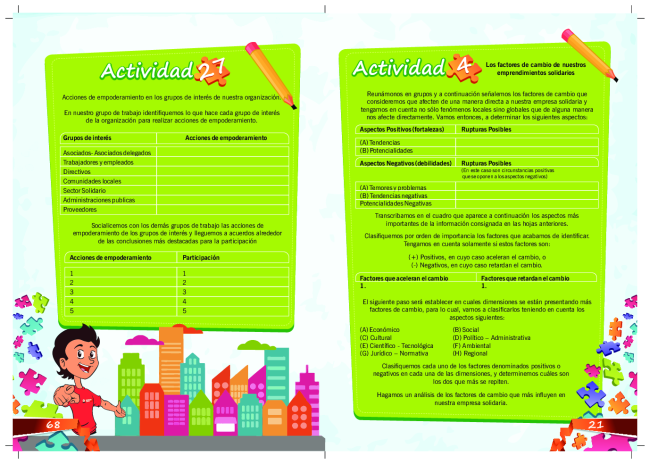 Actividad 27
Acciones de empoderamiento en los grupos de interés de nuestra organización.
En nuestro grupo de trabajo identifiquemos lo que hace cada grupo de interés
de la organización para realizar acciones de empoderamiento.
Grupos de interés Acciones de empoderamiento
Asociados- Asociados delegados
Trabajadores y empleados
Directivos
Comunidades locales
Sector Solidario
Administraciones publicas
Proveedores
Socialicemos con los demás grupos de trabajo las acciones de
empoderamiento de los grupos de interés y lleguemos a acuerdos alrededor
de las conclusiones más destacadas para la participación
Acciones de empoderamiento Participación
1 1
2 2
3 3
4 4
5 5
68
Actividad 4
Los factores de cambio de nuestros
emprendimientos solidarios
Reunámonos en grupos y a continuación señalemos los factores de cambio que
consideremos que afecten de una manera directa a nuestra empresa solidaria y
tengamos en cuenta no sólo fenómenos locales sino globales que de alguna manera
nos afecte directamente. Vamos entonces, a determinar los siguientes aspectos:
Aspectos Positivos (fortalezas) Rupturas Posibles
(A) Tendencias
(B) Potencialidades
Aspectos Negativos (debilidades) Rupturas Posibles
(En este caso son circunstancias positivas
que se oponen a los aspectos negativos)
(A) Temores y problemas
(B) Tendencias negativas
Potencialidades Negativas
Transcribamos en el cuadro que aparece a continuación los aspectos más
importantes de la información consignada en las hojas anteriores.
Clasifiquemos por orden de importancia los factores que acabamos de identificar.
Tengamos en cuenta solamente si estos factores son:
(+) Positivos, en cuyo caso aceleran el cambio, o
(-) Negativos, en cuyo caso retardan el cambio.
Factores que aceleran el cambio Factores que retardan el cambio
1. 1.
El siguiente paso será establecer en cuales dimensiones se están presentando más
factores de cambio, para lo cual, vamos a clasificarlos teniendo en cuenta los
aspectos siguientes:
(A) Económico (B) Social
(C) Cultural (D) Político – Administrativa
(E) Científico - Tecnológica (F) Ambiental
(G) Jurídico – Normativa (H) Regional
Clasifiquemos cada uno de los factores denominados positivos o
negativos en cada una de las dimensiones, y determinemos cuáles son
los dos que más se repiten.
Hagamos un análisis de los factores de cambio que más influyen en
nuestra empresa solidaria.
21